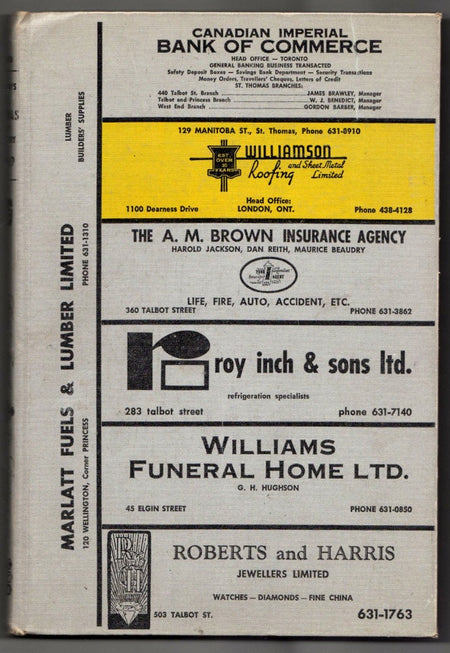 CANADIAN IMPERIAL
BANK OF COMMERCE
HEAD OFFICE — TORONTO
GENERAL BANKING BUSINESS TRANSACTED
Safety Deposit Boxes — Savings Bank Department — Security Transactions
Money Orders, Travellers' Cheques, Letters of Credit
ST. THOMAS BRANCHES:
440 Talbot St. Branch JAMES BRAWLEY, Manager
Talbot and Princess Branch W. J. BENEDICT, Manager
West End Branch GORDON BARBER, Manager
129 MANITOBA ST., St. Thomas, Phone 631-8910
EST.
OVER
YEARS
WILLIAMSON
Roofing and Sheet Metal
Limited
Head Office:
1100 Dearness Drive LONDON, ONT. Phone 438-4128
THE A. M. BROWN INSURANCE AGENCY
HAROLD JACKSON, DAN REITH, MAURICE BEAUDRY
LIFE, FIRE, AUTO, ACCIDENT, ETC.
360 TALBOT STREET PHONE 631-3862
roy inch & sons ltd.
refrigeration specialists
283 talbot street phone 631-7140
WILLIAMS
FUNERAL HOME LTD.
G. H. HUGHSON
45 ELGIN STREET PHONE 631-0850
R
H
ROBERTS and HARRIS
JEWELLERS LIMITED
WATCHES — DIAMONDS — FINE CHINA
503 TALBOT ST. 631-1763
LUMBER
BUILDERS' SUPPLIES
MARLATT FUELS & LUMBER LIMITED
120 WELLINGTON, Corner PRINCESS PHONE 631-1310